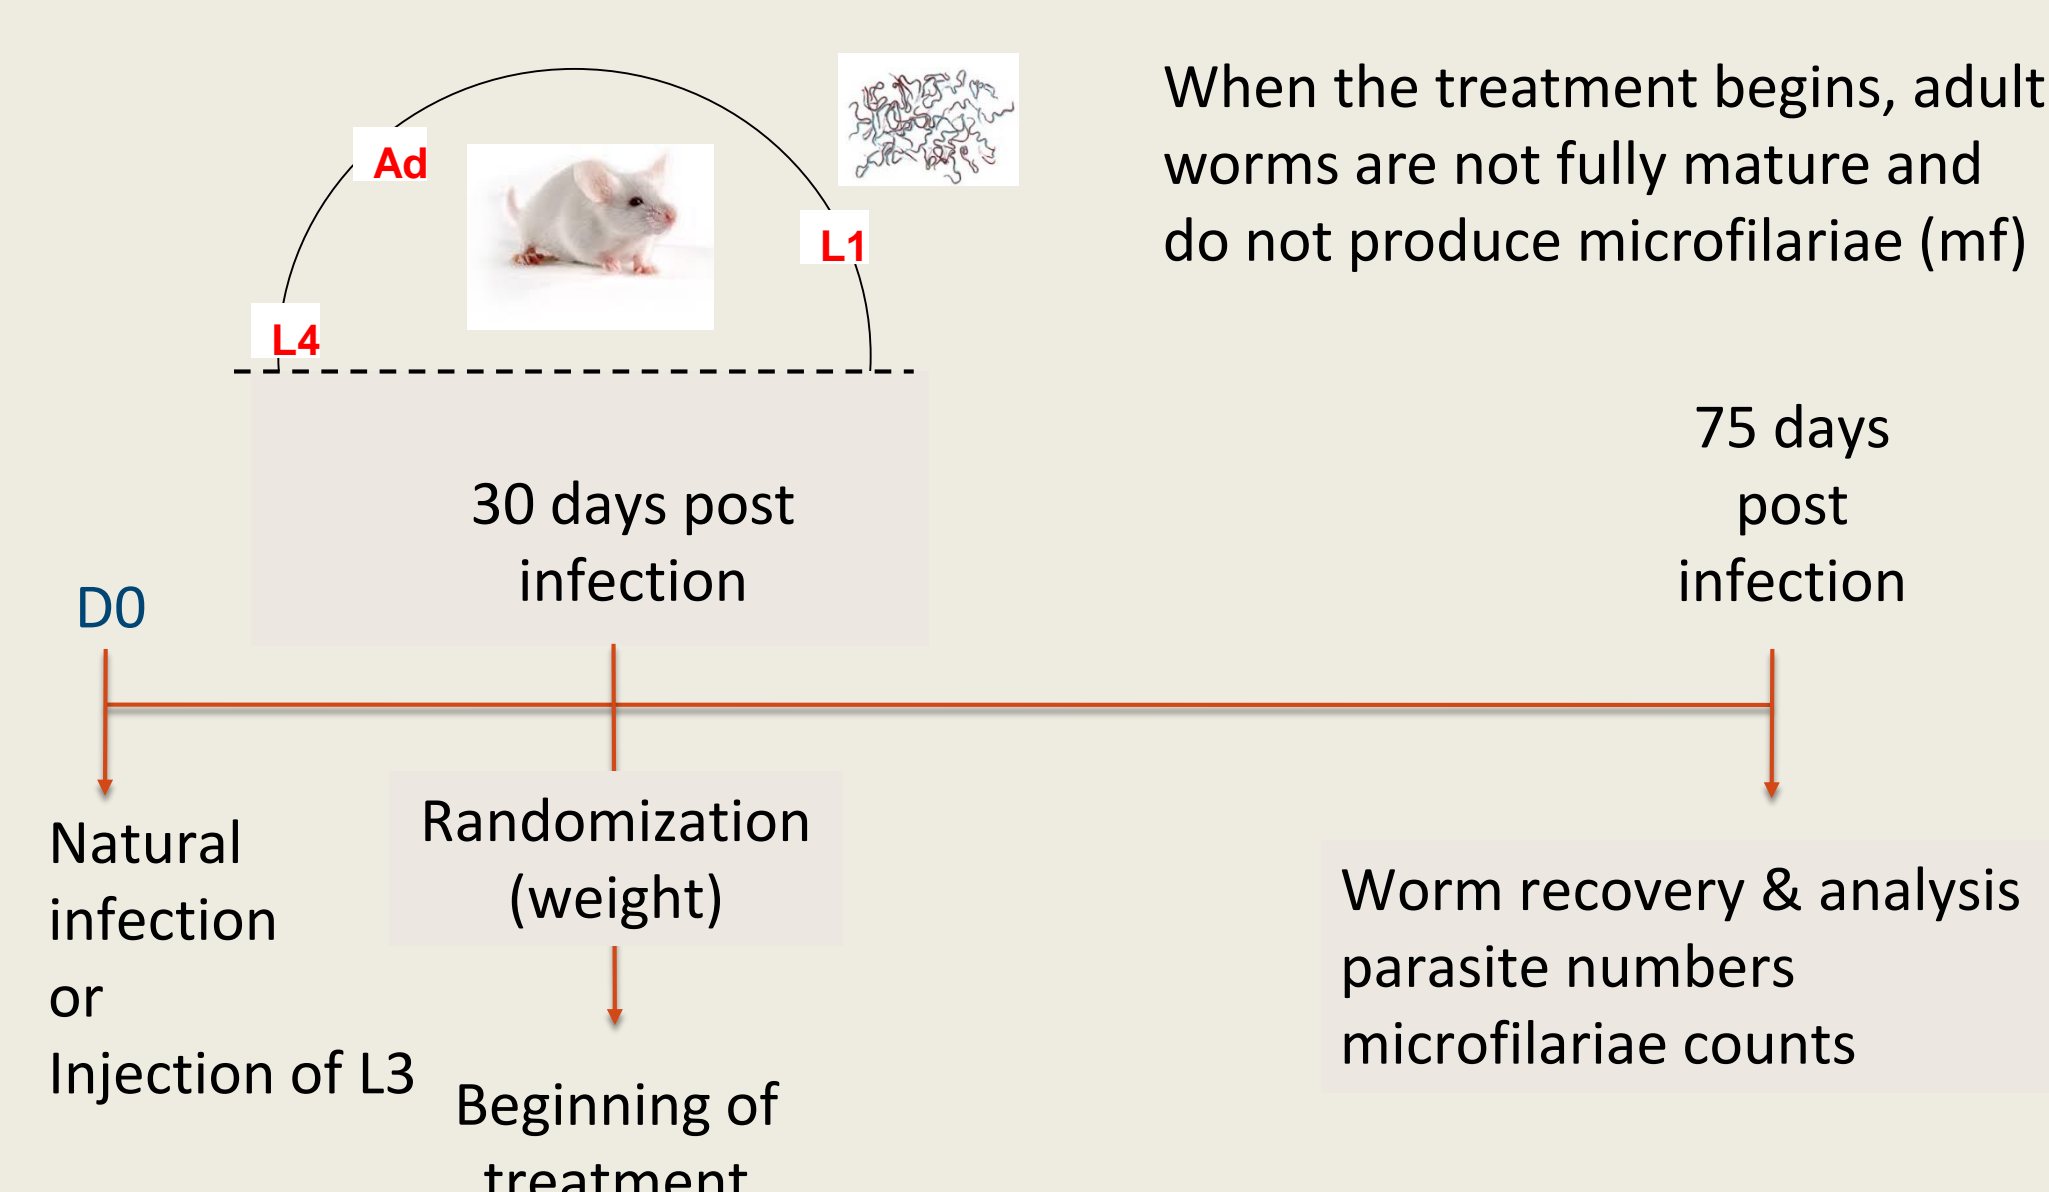 When the treatment begins, adult
worms are not fully mature and
do not produce microfilariae (mf)
Ad
L1
L4
30 days post
infection
75 days
post
infection
D0
Natural
infection
or
Injection of L3
Randomization
(weight)
Beginning of
treatment
Worm recovery & analysis
parasite numbers
microfilariae counts